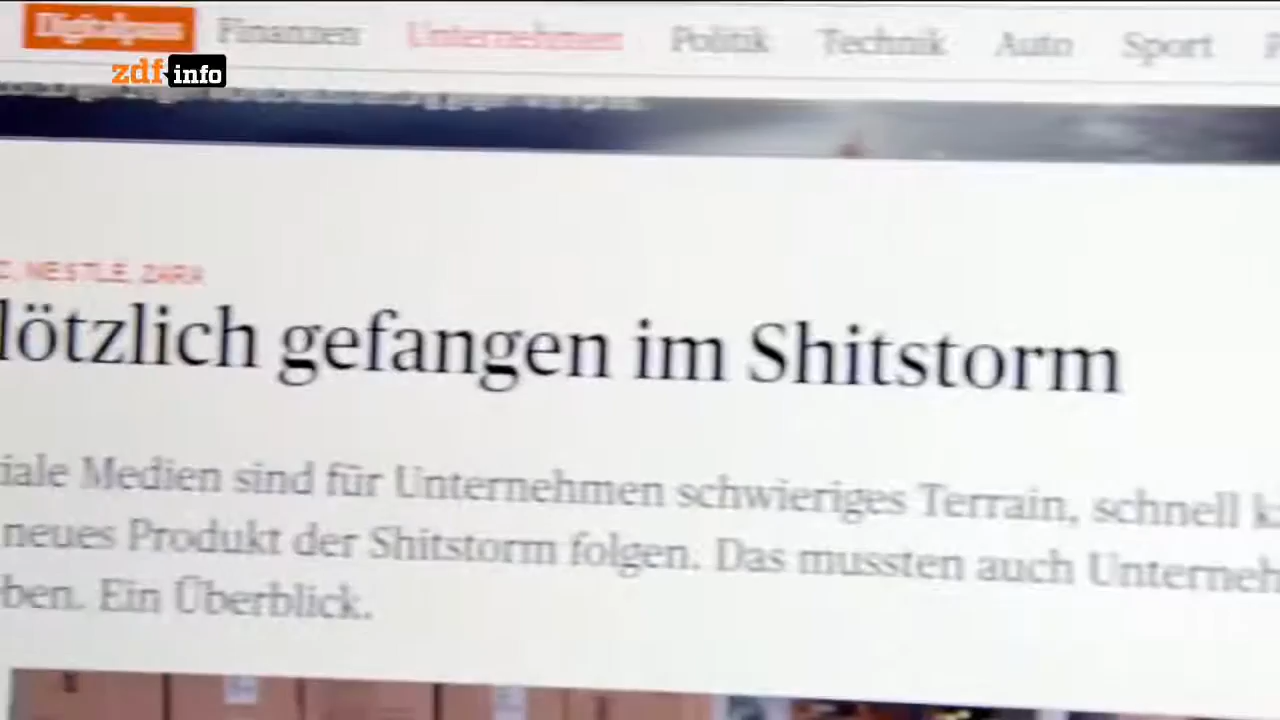 Digitalpass Finanzen Unternehmen Politik Technik Auto Sport
zdf info
NESTLE, ZARA
lötzlich gefangen im Shitstorm
iale Medien sind für Unternehmen schwieriges Terrain, schnell k
neues Produkt der Shitstorm folgen. Das mussten auch Unterneh
ben. Ein Überblick.